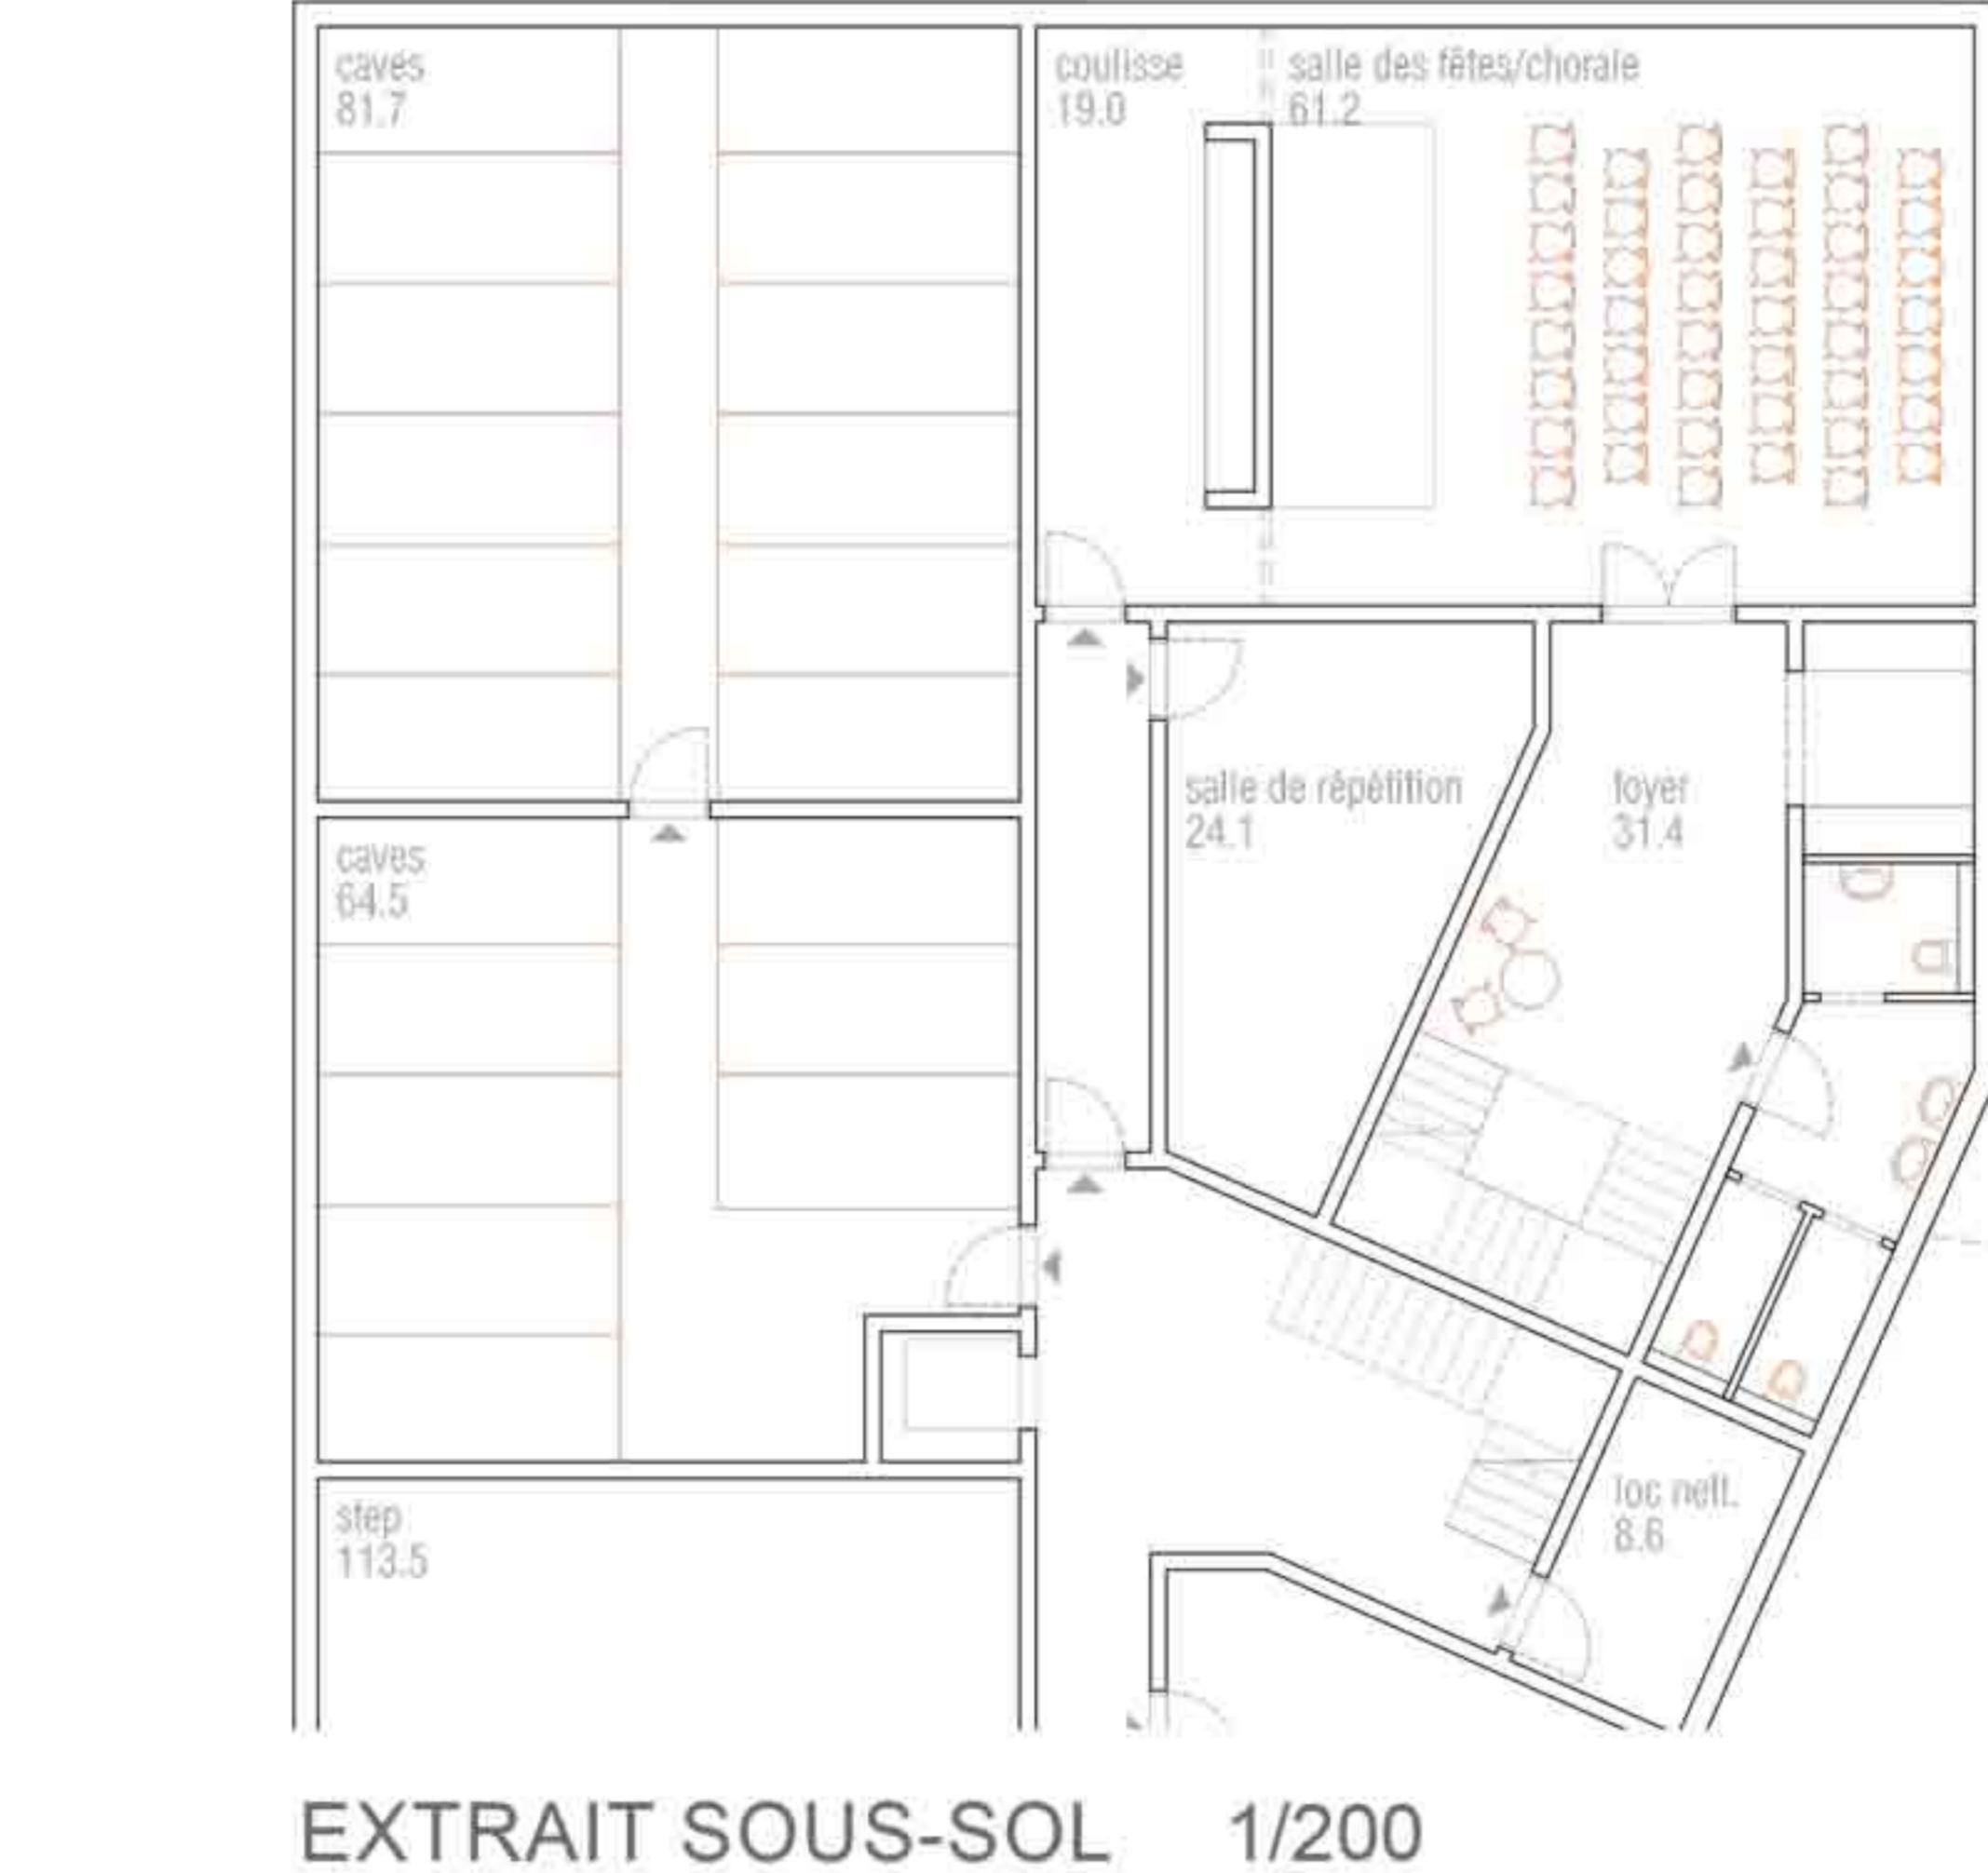 caves
81.7
coulisse
19.0
salle des fêtes/chorale
61.2
salle de répétition
24.1
foyer
31.4
caves
64.5
step
113.5
loc nett.
8.6
EXTRAIT SOUS-SOL 1/200